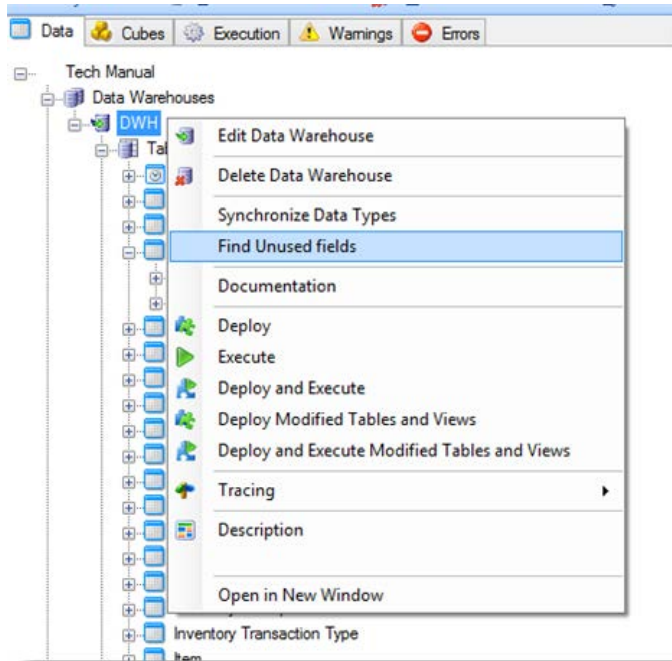 Data Cubes Execution Warnings Errors
Tech Manual
Data Warehouses
DWH
Edit Data Warehouse
Delete Data Warehouse
Synchronize Data Types
Find Unused fields
Documentation
Deploy
Execute
Deploy and Execute
Deploy Modified Tables and Views
Deploy and Execute Modified Tables and Views
Tracing
Description
Open in New Window
Inventory Transaction Type
Item